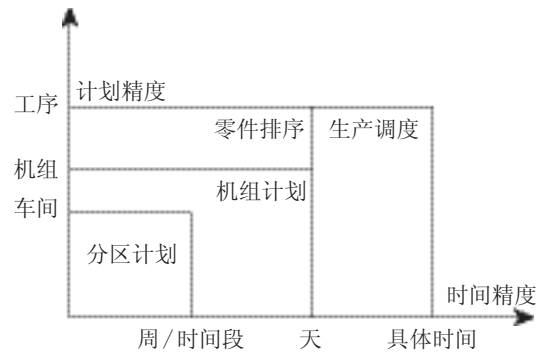 计划精度
工序
零件排序
生产调度
机组
机组计划
车间
分区计划
时间精度
周/时间段
天
具体时间